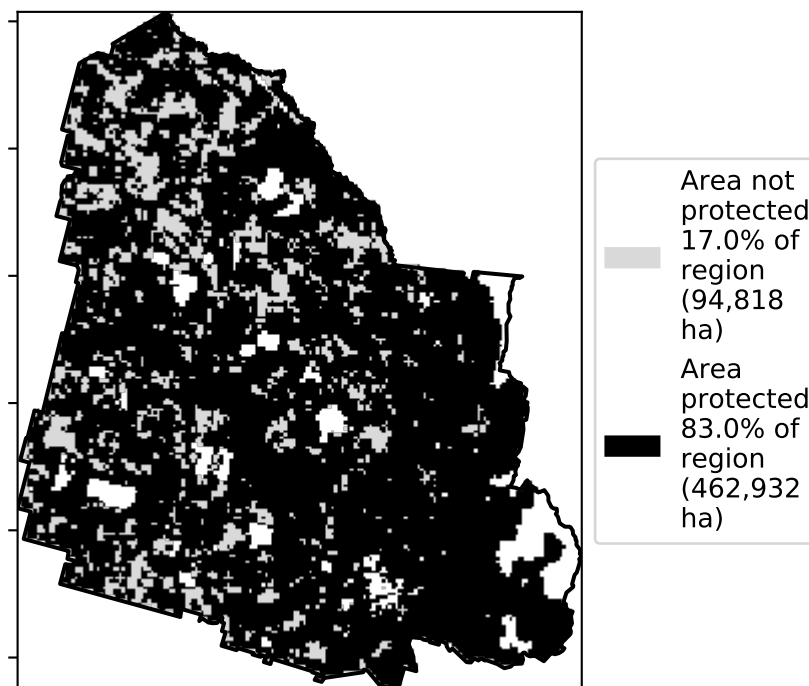 Area not
protected
17.0% of
region
(94,818
ha)
Area
protected
83.0% of
region
(462,932
ha)